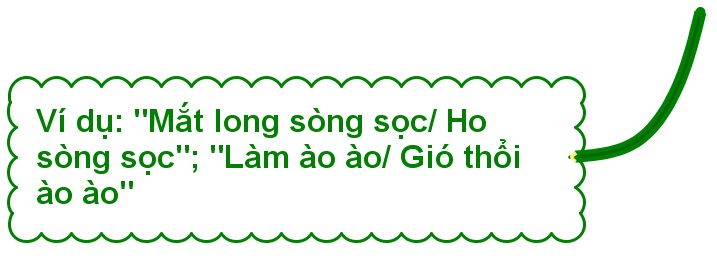 Ví dụ: "Mắt long sòng sọc/ Ho
sòng sọc"; "Làm ào ào/ Gió thổi
ào ào"